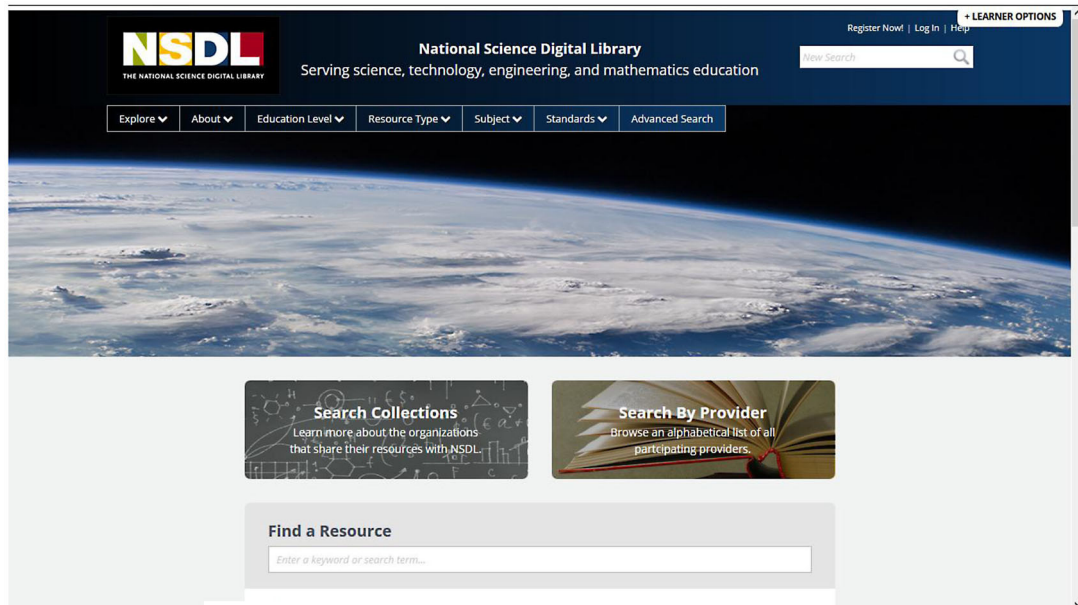 + LEARNER OPTIONS
Register Now! | Log In | Help
NSDL
THE NATIONAL SCIENCE DIGITAL LIBRARY
National Science Digital Library
Serving science, technology, engineering, and mathematics education
New Search
Explore
About
Education Level
Resource Type
Subject
Standards
Advanced Search
Search Collections
Learn more about the organizations
that share their resources with NSDL.
Search By Provider
Browse an alphabetical list of all
partcipating providers.
Find a Resource
Enter a keyword or search term...